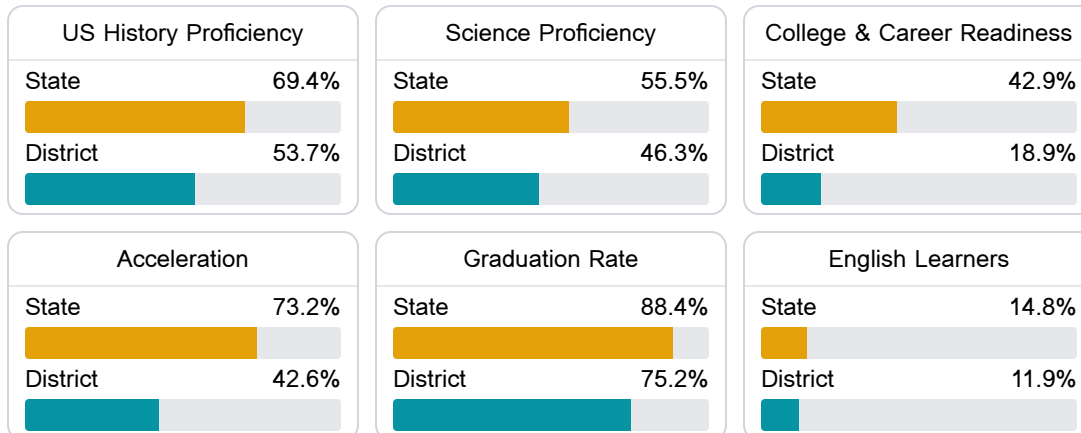 US History Proficiency
State 69.4%
District 53.7%
Science Proficiency
State 55.5%
District 46.3%
College & Career Readiness
State 42.9%
District 18.9%
Acceleration
State 73.2%
District 42.6%
Graduation Rate
State 88.4%
District 75.2%
English Learners
State 14.8%
District 11.9%